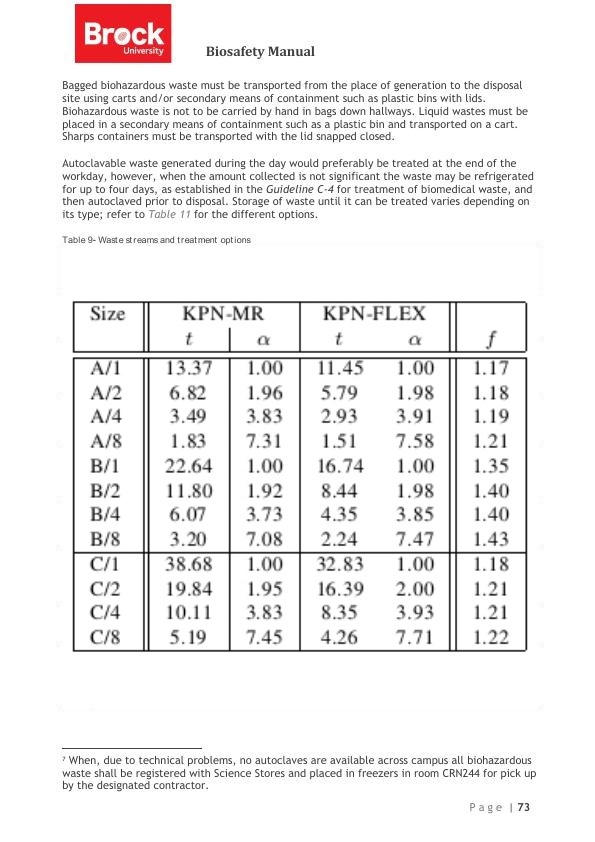 Brock
University
Biosafety Manual
Bagged biohazardous waste must be transported from the place of generation to the disposal
site using carts and/or secondary means of containment such as plastic bins with lids.
Biohazardous waste is not to be carried by hand in bags down hallways. Liquid wastes must be
placed in a secondary means of containment such as a plastic bin and transported on a cart.
Sharps containers must be transported with the lid snapped closed.
Autoclavable waste generated during the day would preferably be treated at the end of the
workday, however, when the amount collected is not significant the waste may be refrigerated
for up to four days, as established in the Guideline C-4 for treatment of biomedical waste, and
then autoclaved prior to disposal. Storage of waste until it can be treated varies depending on
its type; refer to Table 11 for the different options.
Table 9- Waste streams and treatment options
Size KPN-MR KPN-FLEX
t α t α f
A/1 13.37 1.00 11.45 1.00 1.17
A/2 6.82 1.96 5.79 1.98 1.18
A/4 3.49 3.83 2.93 3.91 1.19
A/8 1.83 7.31 1.51 7.58 1.21
B/1 22.64 1.00 16.74 1.00 1.35
B/2 11.80 1.92 8.44 1.98 1.40
B/4 6.07 3.73 4.35 3.85 1.40
B/8 3.20 7.08 2.24 7.47 1.43
C/1 38.68 1.00 32.83 1.00 1.18
C/2 19.84 1.95 16.39 2.00 1.21
C/4 10.11 3.83 8.35 3.93 1.21
C/8 5.19 7.45 4.26 7.71 1.22
7 When, due to technical problems, no autoclaves are available across campus all biohazardous
waste shall be registered with Science Stores and placed in freezers in room CRN244 for pick up
by the designated contractor.
Page | 73